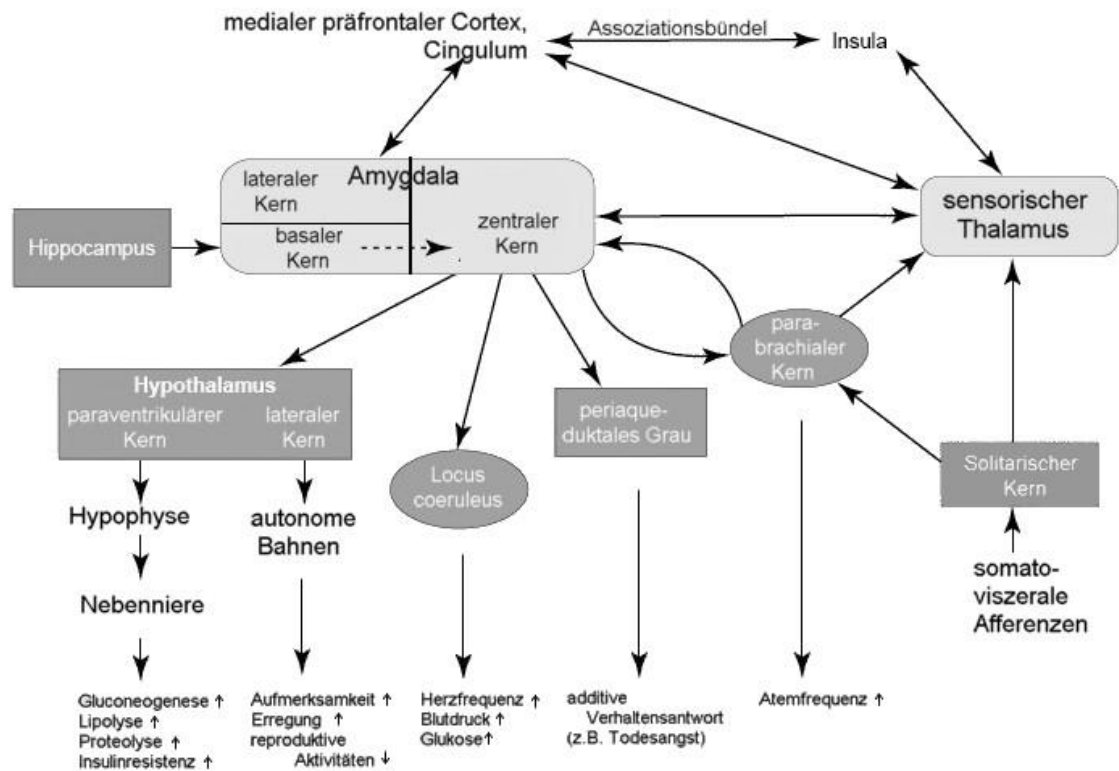 medialer präfrontaler Cortex,
Cingulum
Assoziationsbündel
Insula
Amygdala
lateraler
Kern
basaler
Kern
zentraler
Kern
sensorischer
Thalamus
Hippocampus
para-
brachialer
Kern
Hypothalamus
paraventrikulärer
Kern
lateraler
Kern
periaque-
duktales Grau
Locus
coeruleus
Solitarischer
Kern
Hypophyse
autonome
Bahnen
somato-
viszerale
Afferenzen
Nebenniere
Gluconeogenese ↑
Lipolyse ↑
Proteolyse ↑
Insulinresistenz ↑
Aufmerksamkeit ↑
Erregung ↑
reproduktive
Aktivitäten ↓
Herzfrequenz ↑
Blutdruck ↑
Glukose ↑
additive
Verhaltensantwort
(z.B. Todesangst)
Atemfrequenz ↑